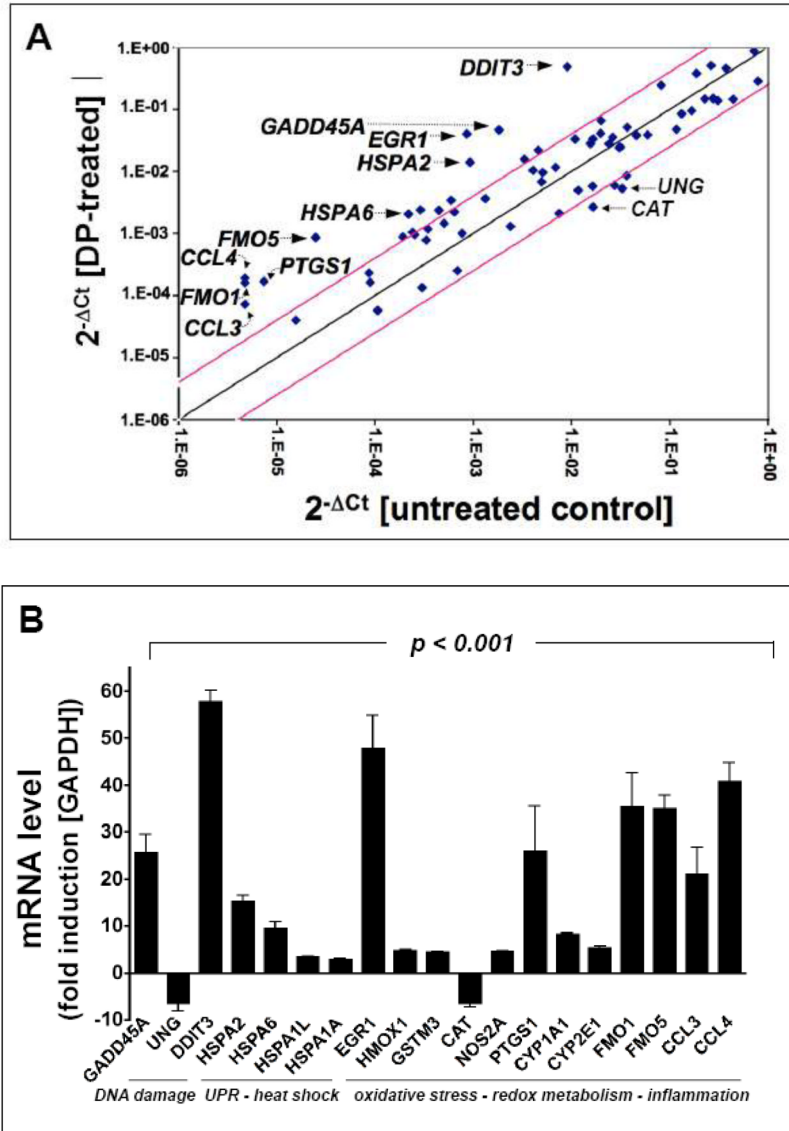 A
2-ΔCt [DP-treated] |
1.E+00
1.E-01
1.E-02
1.E-03
1.E-04
1.E-05
1.E-06
DDIT3
GADD45A
EGR1
HSPA2
HSPA6
FMO5
CCL4
PTGS1
FMO1
CCL3
UNG
CAT
1.E-06
1.E-05
1.E-04
1.E-03
1.E-02
1.E-01
1.E+00
2-ΔCt [untreated control]
B
p < 0.001
mRNA level
(fold induction [GAPDH])
60
50
40
30
20
10
0
-10
GADD45A
UNG
DDIT3
HSPA2
HSPA6
HSPA1L
HSPA1A
EGR1
HMOX1
GSTM3
CAT
NOS2A
PTGS1
CYP1A1
CYP2E1
FMO1
FMO5
CCL3
CCL4
DNA damage UPR - heat shock oxidative stress - redox metabolism - inflammation